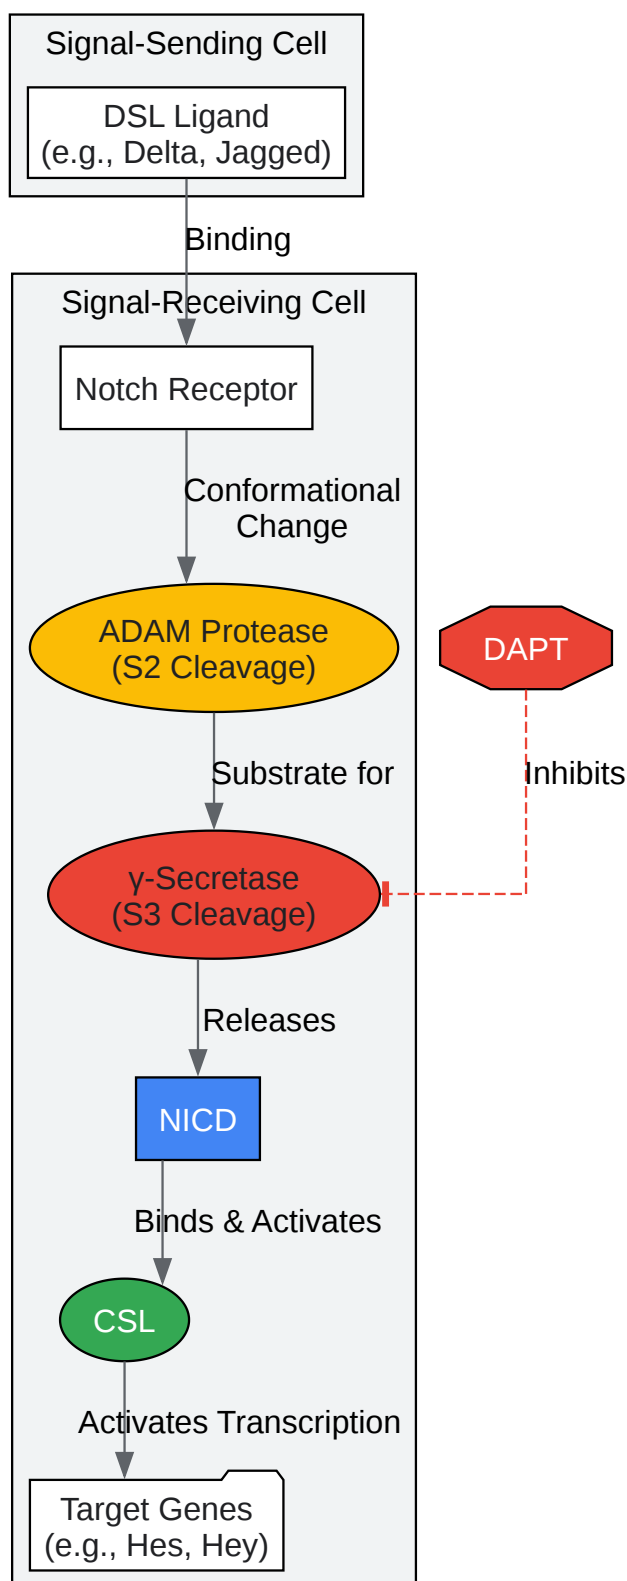 Signal-Sending Cell
DSL Ligand
(e.g., Delta, Jagged)
Binding
Signal-Receiving Cell
Notch Receptor
Conformational
Change
ADAM Protease
(S2 Cleavage)
DAPT
Substrate for
Inhibits
γ-Secretase
(S3 Cleavage)
Releases
NICD
Binds & Activates
CSL
Activates Transcription
Target Genes
(e.g., Hes, Hey)